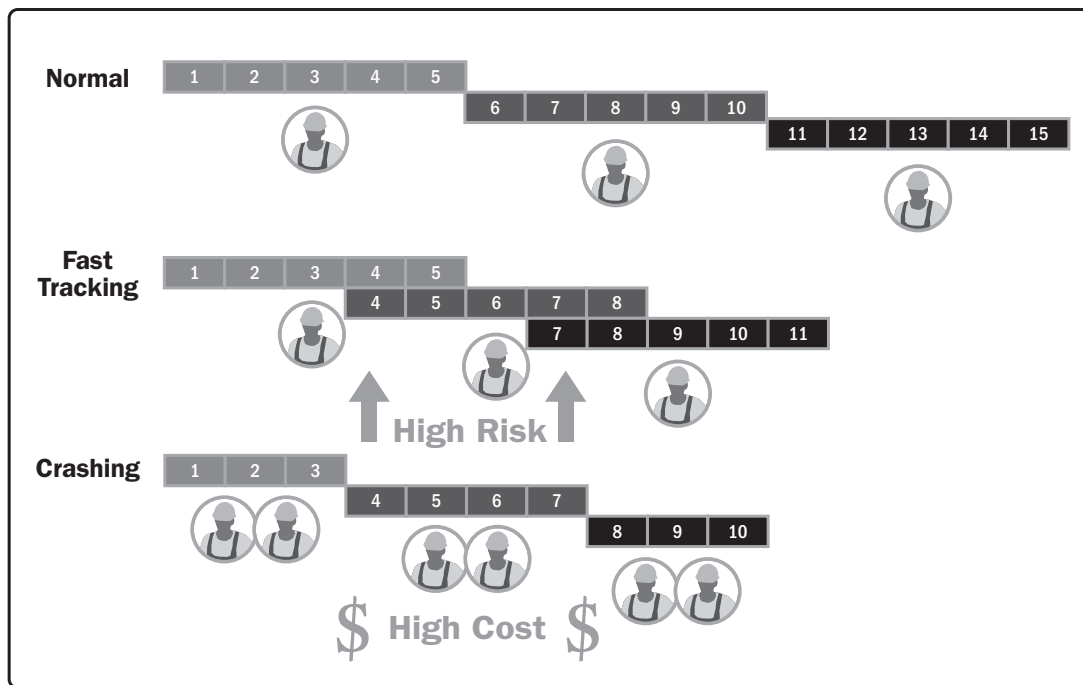 Normal
1 2 3 4 5
6 7 8 9 10
11 12 13 14 15
Fast
Tracking
1 2 3 4 5
4 5 6 7 8
7 8 9 10 11
High Risk
Crashing
1 2 3
4 5 6 7
8 9 10
$ High Cost $